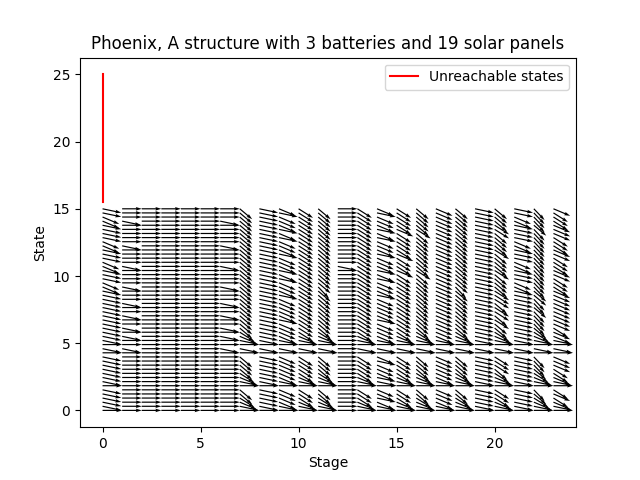 Phoenix, A structure with 3 batteries and 19 solar panels
Unreachable states
25
20
15
10
5
0
State
0 5 10 15 20
Stage